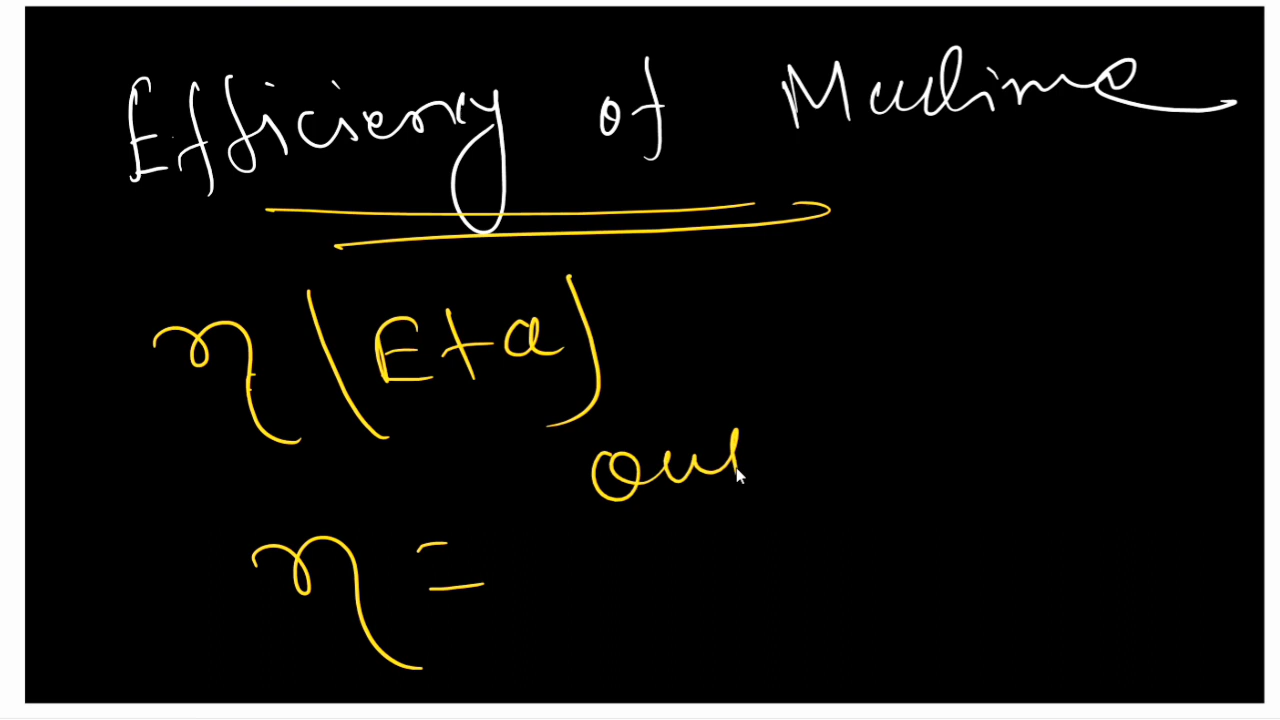 Efficiency of Machine
η (Eta)
out
η =